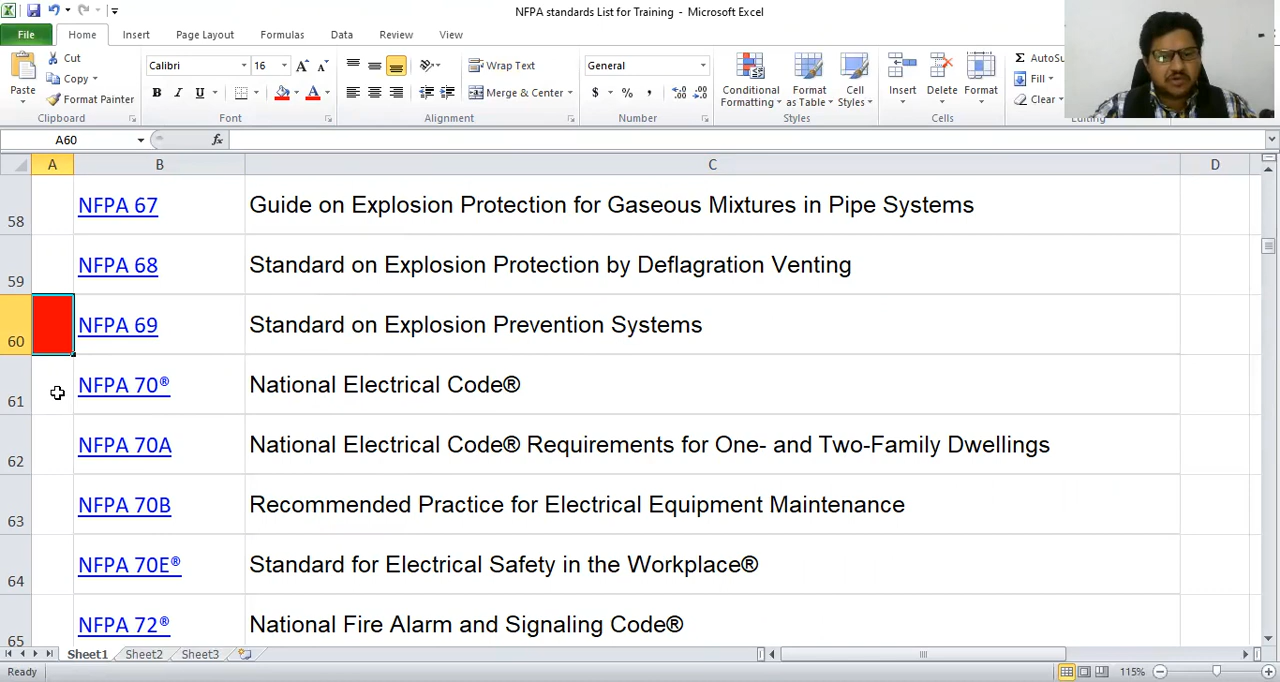 NFPA standards List for Training - Microsoft Excel
File Home Insert Page Layout Formulas Data Review View
Cut
Copy
Format Painter
Paste
Clipboard
Calibri 16
B I U
Font
Wrap Text
Merge & Center
Alignment
General
$ % ,
Number
Conditional Formatting
Format as Table
Cell Styles
Styles
Insert Delete Format
Cells
Σ AutoSu
Fill
Clear
A60 fx
A B C D
58 NFPA 67 Guide on Explosion Protection for Gaseous Mixtures in Pipe Systems
59 NFPA 68 Standard on Explosion Protection by Deflagration Venting
60 NFPA 69 Standard on Explosion Prevention Systems
61 NFPA 70® National Electrical Code®
62 NFPA 70A National Electrical Code® Requirements for One- and Two-Family Dwellings
63 NFPA 70B Recommended Practice for Electrical Equipment Maintenance
64 NFPA 70E® Standard for Electrical Safety in the Workplace®
65 NFPA 72® National Fire Alarm and Signaling Code®
Sheet1 Sheet2 Sheet3
Ready 115%